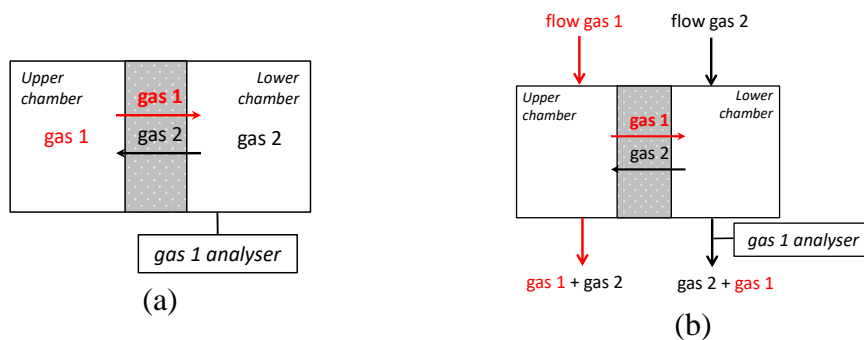 Upper
chamber
gas 1
gas 1
gas 2
Lower
chamber
gas 2
gas 1 analyser
(a)
flow gas 1
flow gas 2
Upper
chamber
gas 1
gas 2
Lower
chamber
gas 1 analyser
gas 1 + gas 2
gas 2 + gas 1
(b)